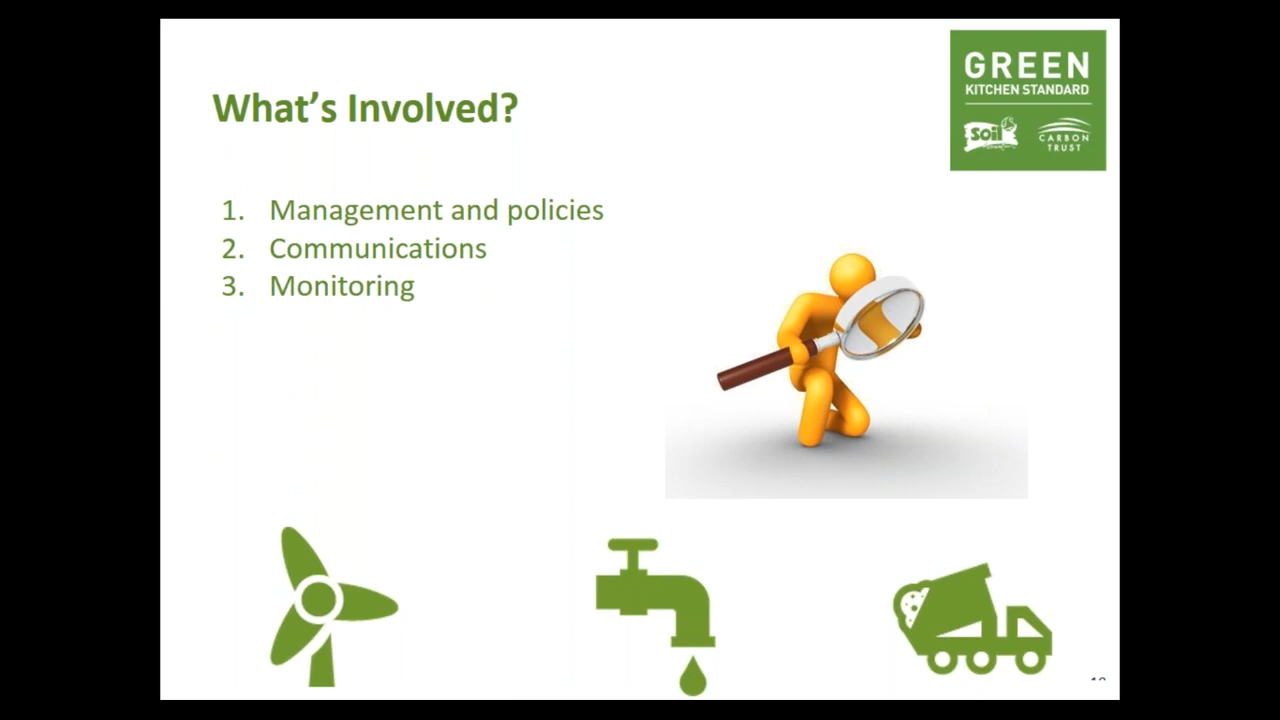 GREEN
KITCHEN STANDARD
Soil
CARBON
TRUST
What's Involved?
1. Management and policies
2. Communications
3. Monitoring